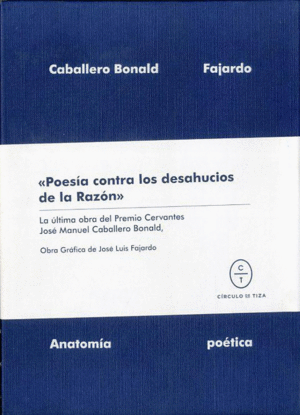 Caballero Bonald Fajardo
«Poesía contra los desahucios
de la Razón»
La última obra del Premio Cervantes
José Manuel Caballero Bonald,
Obra Gráfica de José Luis Fajardo
C
T
CÍRCULO DE TIZA
Anatomía poética